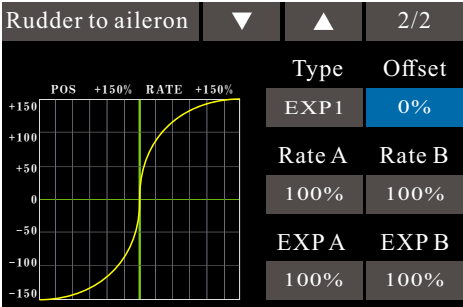 Rudder to aileron ▼ ▲ 2/2
Type Offset
POS +150% RATE +150%
EXP1 0%
+150
+100
+50
0
-50
-100
-150
Rate A Rate B
100% 100%
EXP A EXP B
100% 100%